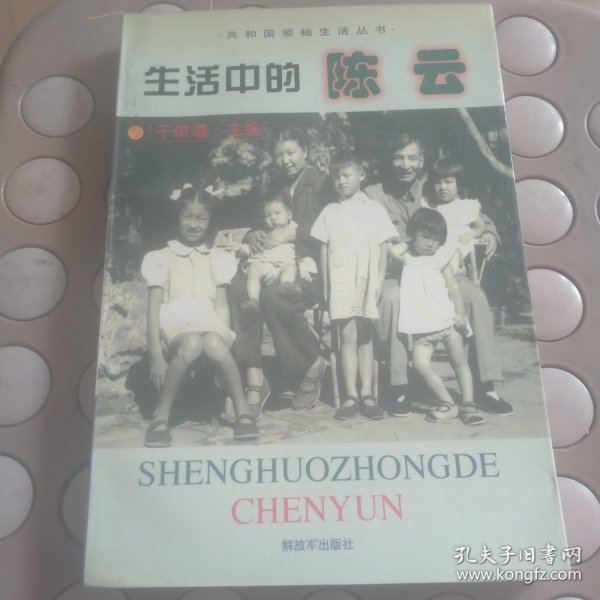 ·共和国领袖生活丛书·
生活中的 陈云
于俊道 主编
SHENGHUOZHONGDE
CHENYUN
解放军出版社
孔夫子旧书网
www.kongfz.com